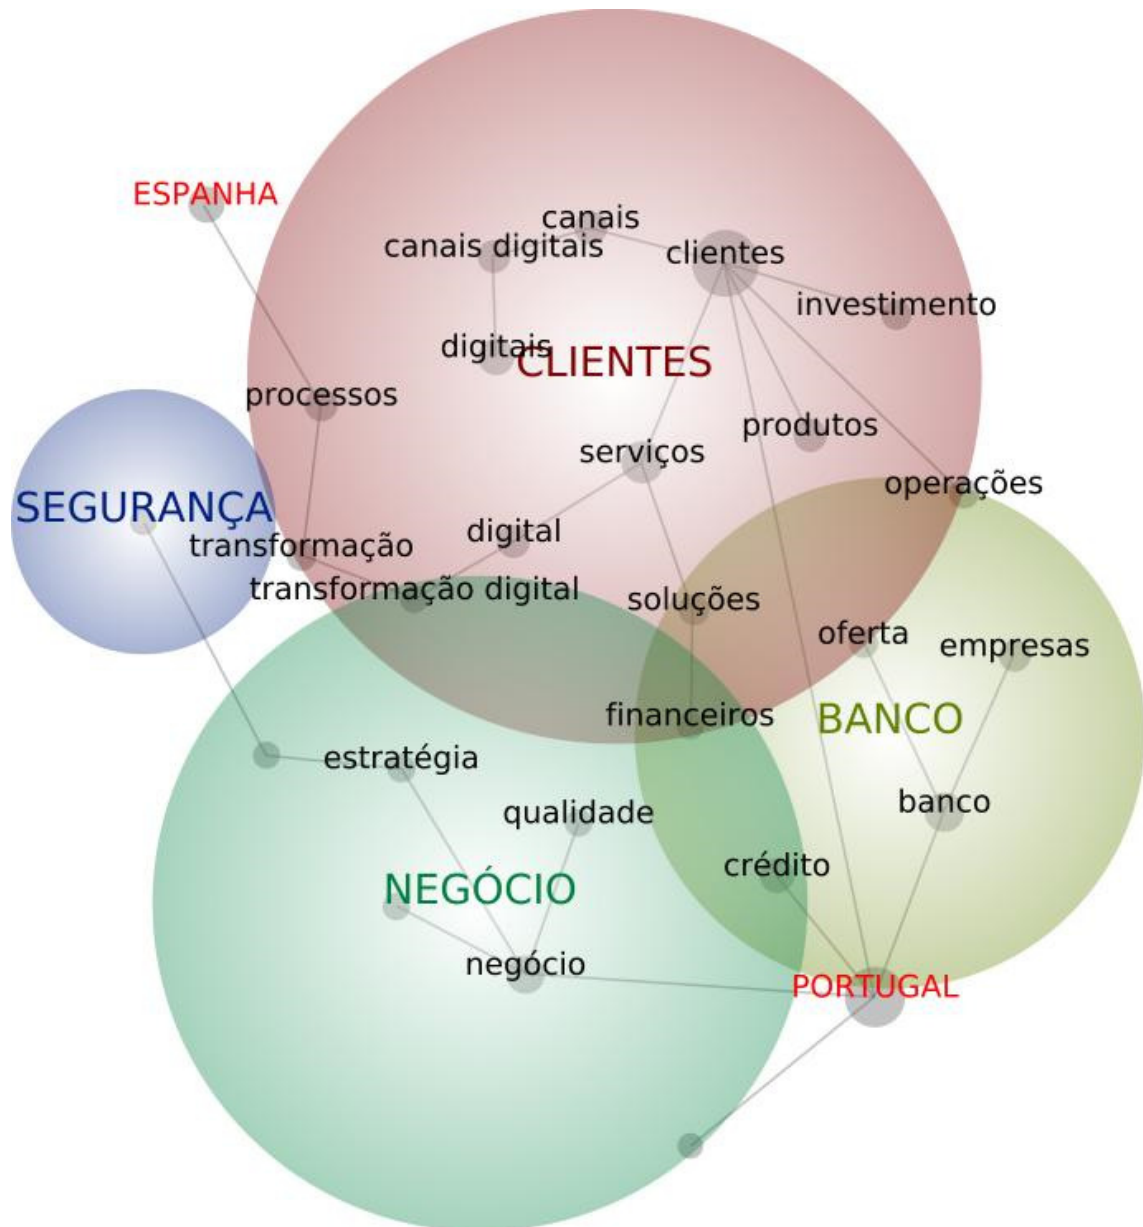 ESPANHA
canais
canais digitais
clientes
investimento
digitais
CLIENTES
processos
produtos
serviços
operações
SEGURANÇA
digital
transformação
transformação digital
soluções
oferta
empresas
financeiros
BANCO
estratégia
banco
qualidade
crédito
NEGÓCIO
negócio
PORTUGAL